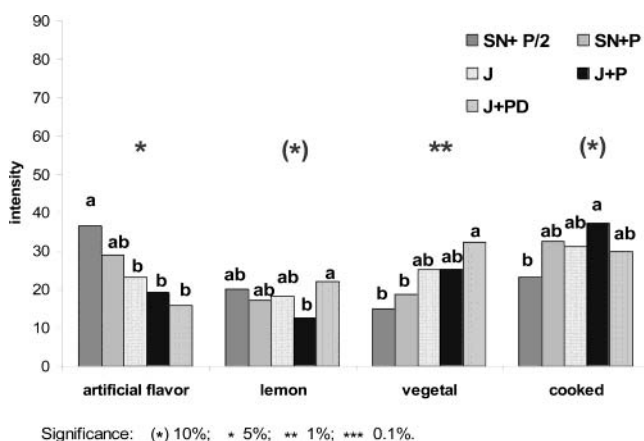 90
80
70
60
50
40
30
20
10
0
intensity
SN+ P/2 SN+P
J J+P
J+PD
* (*) ** (*)
a ab b b b
ab ab ab b a
b b ab ab a
b ab ab a ab
artificial flavor lemon vegetal cooked
Significance: (*) 10%; * 5%; ** 1%; *** 0.1%.